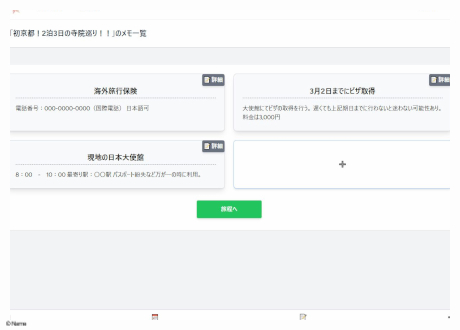 「初京都！2泊3日の寺院巡り！！」のメモ一覧
詳細
海外旅行保険
電話番号：000-0000-0000（国際電話） 日本語可
詳細
3月2日までにビザ取得
大使館にてビザの取得を行う。遅くても上記期日までに行わないと迷わない可能性あり。
料金は3,000円
詳細
現地の日本大使館
8：00 - 10：00 最寄り駅：〇〇駅 パスポート紛失など万が一の時に利用。
+
旅程へ
© Name